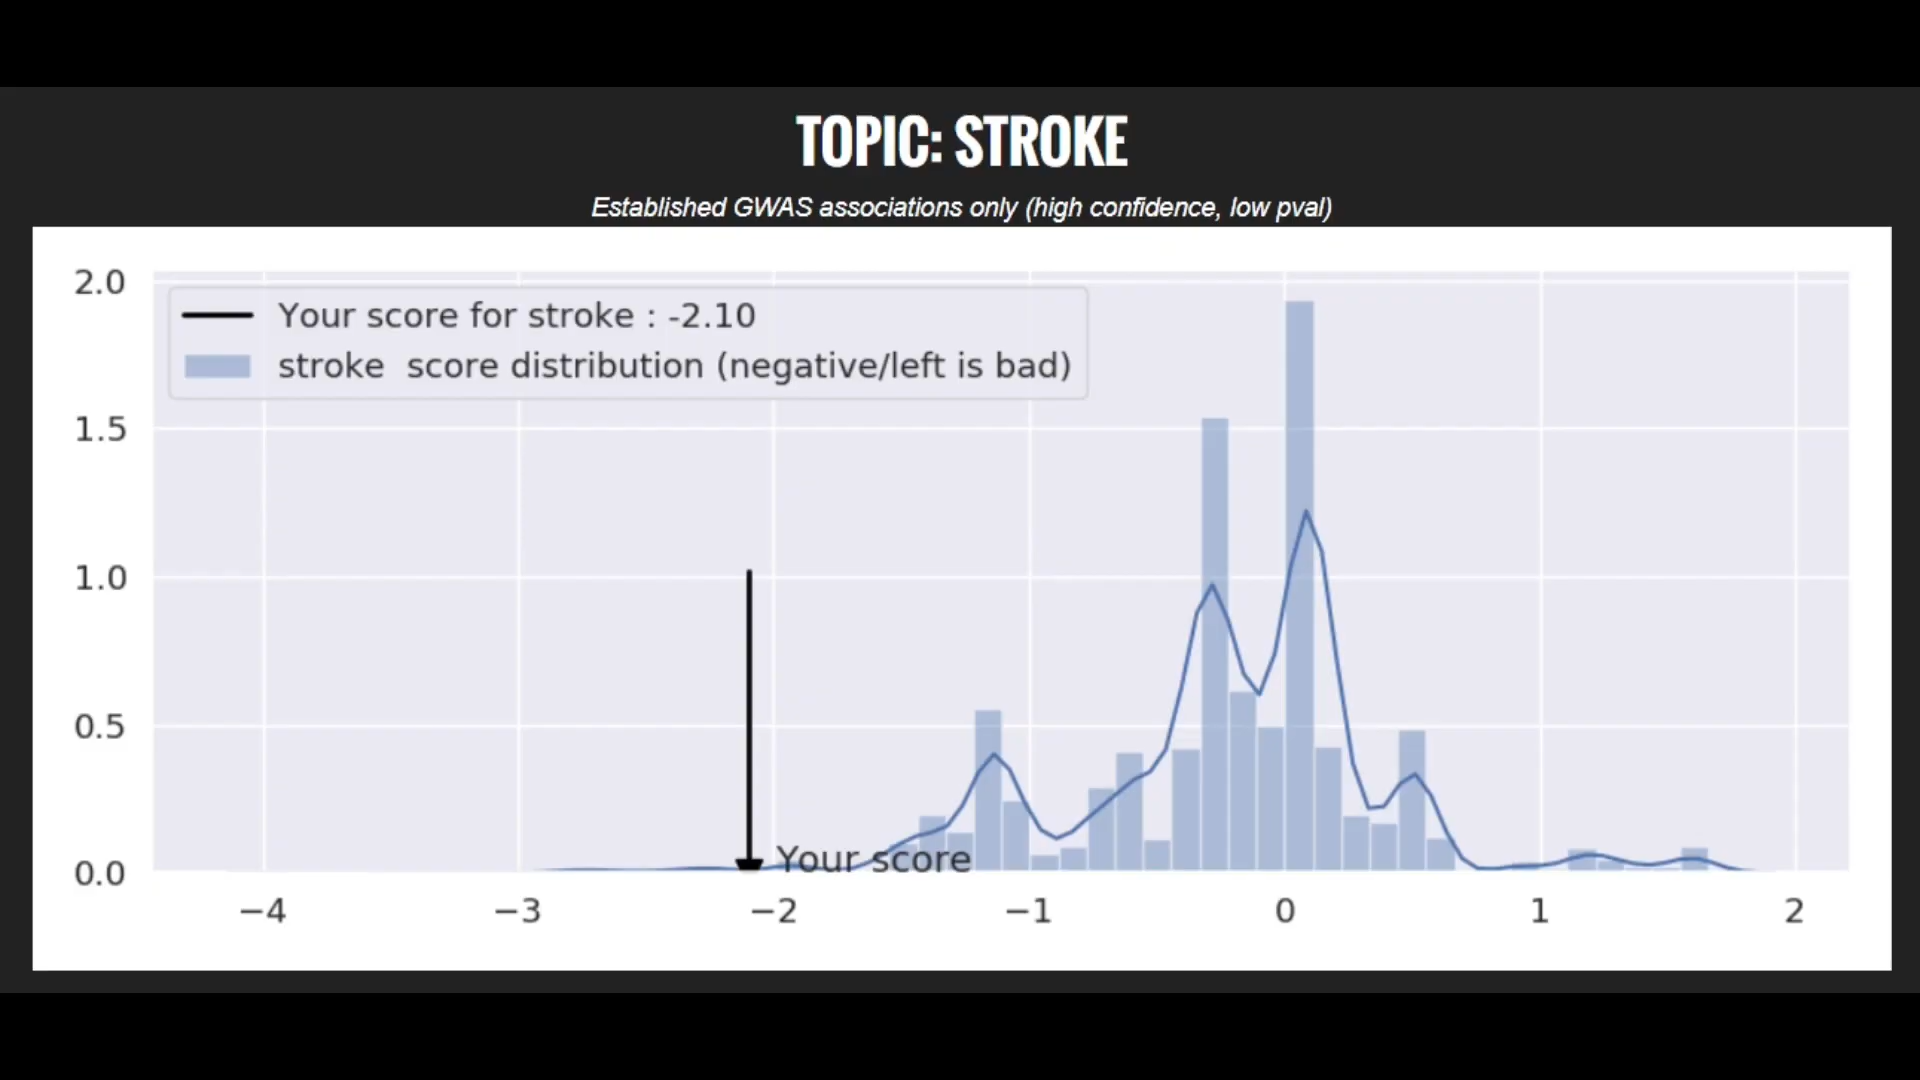 TOPIC: STROKE
Established GWAS associations only (high confidence, low pval)
2.0
Your score for stroke : -2.10
stroke  score distribution (negative/left is bad)
1.5
1.0
0.5
0.0
Your score
−4 −3 −2 −1 0 1 2